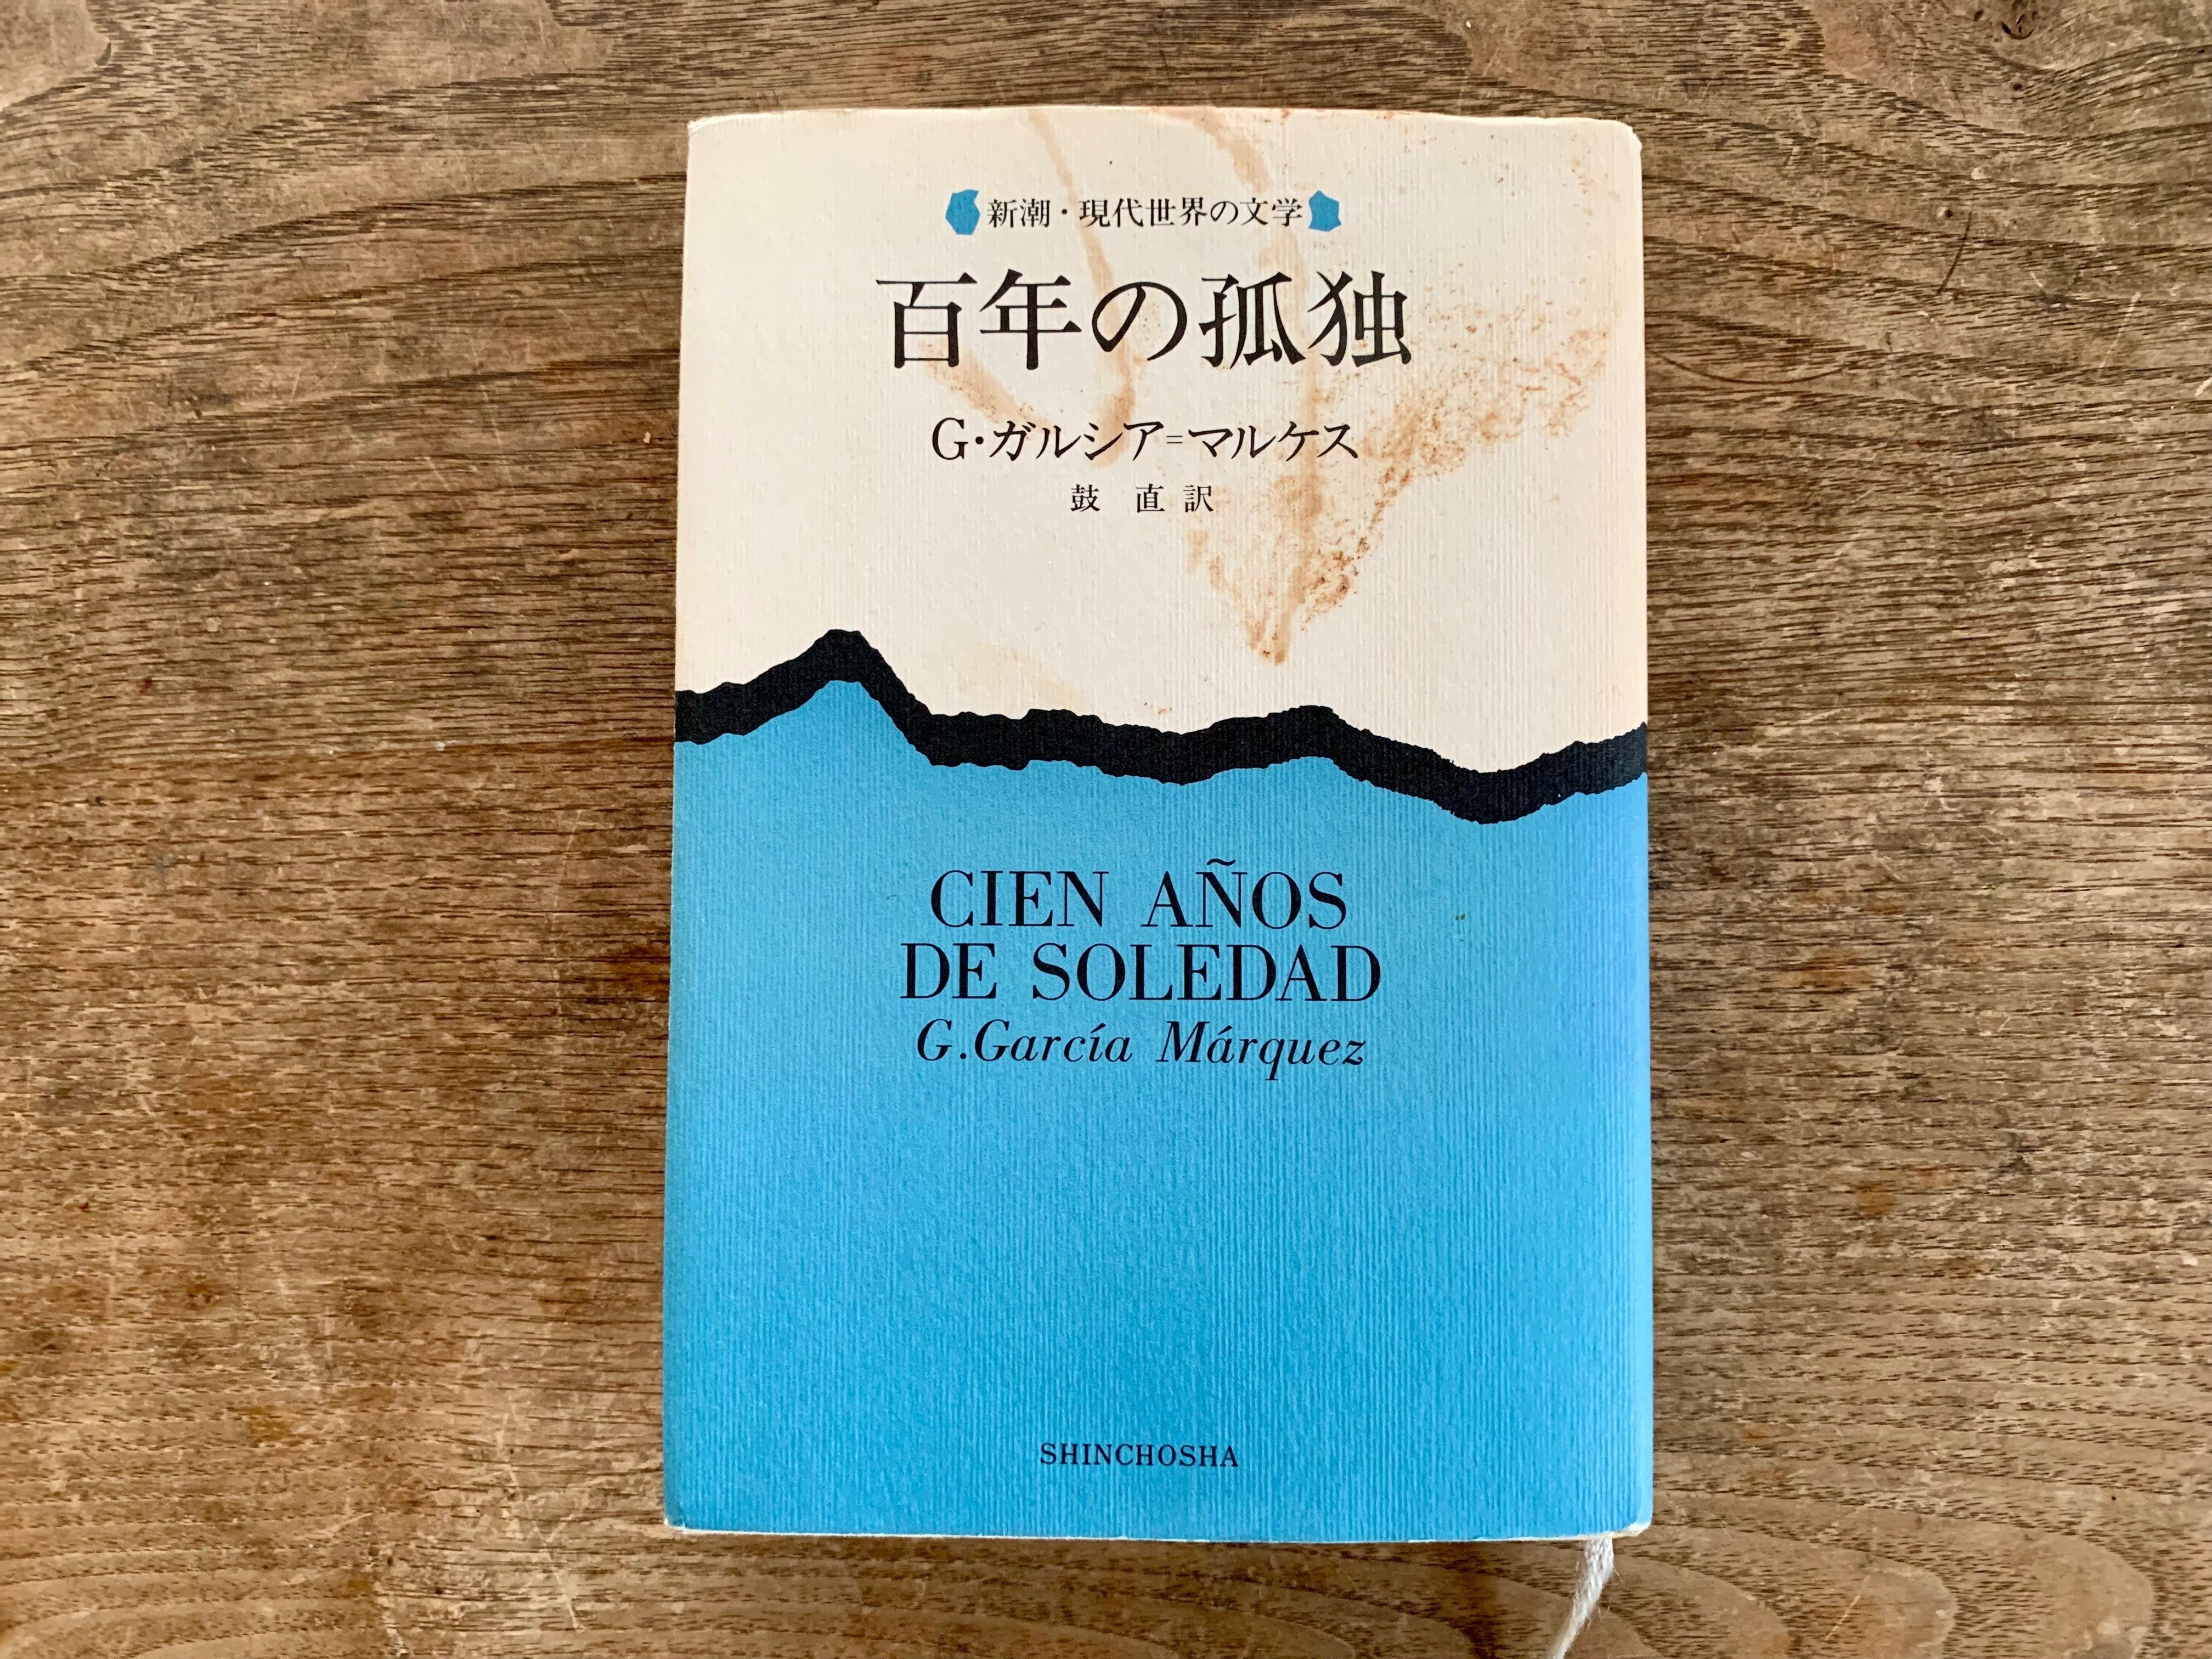 新潮・現代世界の文学
百年の孤独
G・ガルシア=マルケス
鼓 直 訳
CIEN AÑOS
DE SOLEDAD
G.García Márquez
SHINCHOSHA